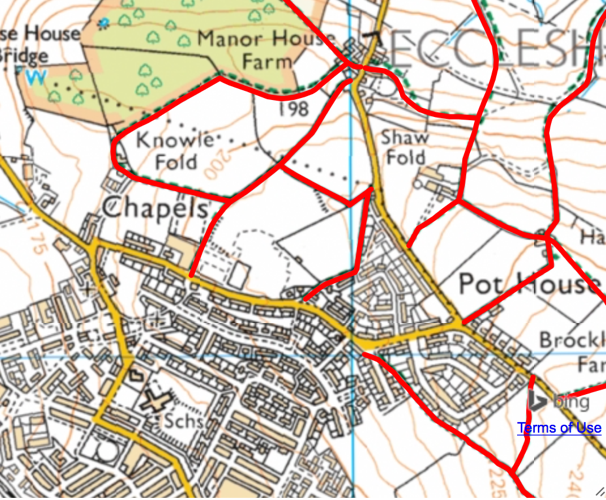 se House
Bridge
Manor House
Farm
ECCLESH
198
Knowle
Fold
200
Shaw
Fold
Chapels
175
Ha
Pot House
Brockl
Far
bing
Terms of Use
Schs
225
240